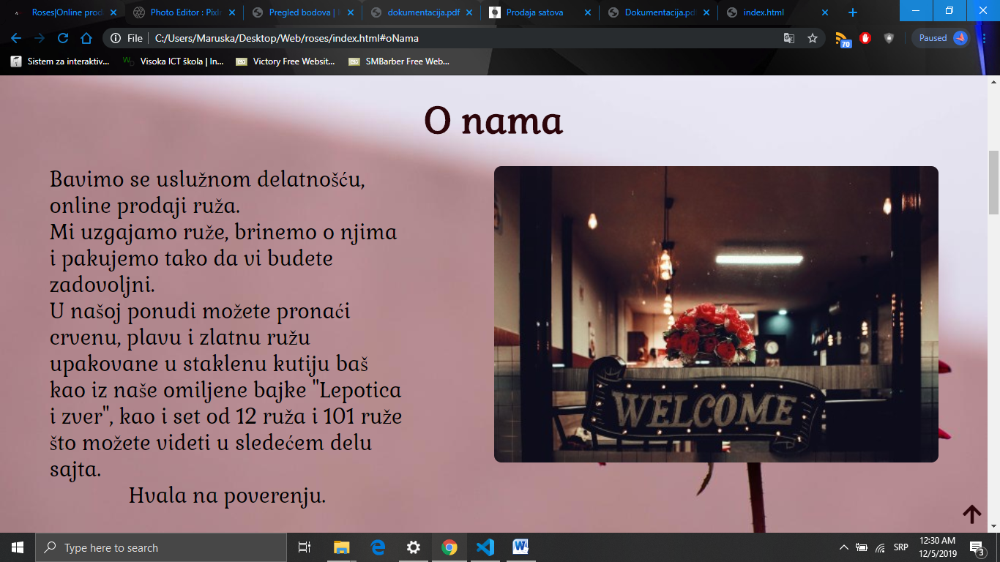 Roses|Online prod
Photo Editor : Pixlr
Pregled bodova |
dokumentacija.pdf
Prodaja satova
Dokumentacija.pd
index.html
File
C:/Users/Maruska/Desktop/Web/roses/index.html#oNama
70
Paused
Sistem za interaktiv...
Visoka ICT škola | In...
Victory Free Websit...
SMBarber Free Web...
O nama
Bavimo se uslužnom delatnošću,
online prodaji ruža.
Mi uzgajamo ruže, brinemo o njima
i pakujemo tako da vi budete
zadovoljni.
U našoj ponudi možete pronaći
crvenu, plavu i zlatnu ružu
upakovane u staklenu kutiju baš
kao iz naše omiljene bajke "Lepotica
i zver", kao i set od 12 ruža i 101 ruže
što možete videti u sledećem delu
sajta.
Hvala na poverenju.
WELCOME
Type here to search
SRP
12:30 AM
12/5/2019
3